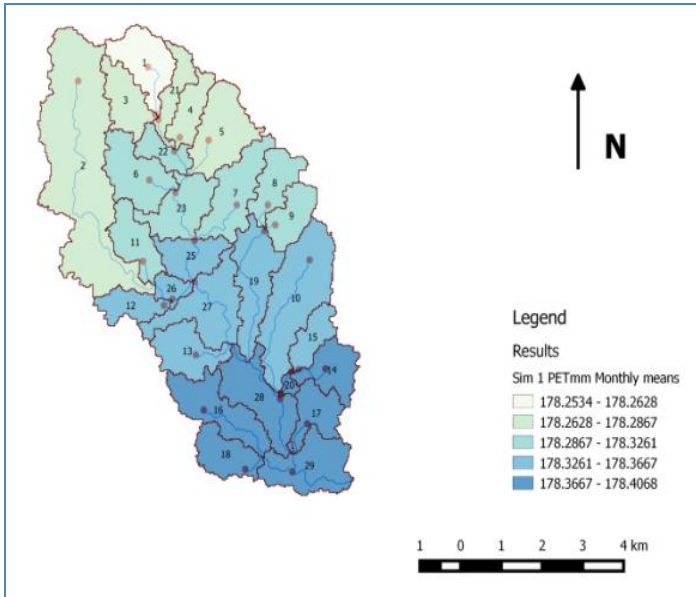 1
21
3
4
5
2
22
6
7
8
23
9
11
25
19
10
26
12
27
15
13
14
20
28
16
17
18
29
N
Legend
Results
Sim 1 PETmm Monthly means
178.2534 - 178.2628
178.2628 - 178.2867
178.2867 - 178.3261
178.3261 - 178.3667
178.3667 - 178.4068
1 0 1 2 3 4 km